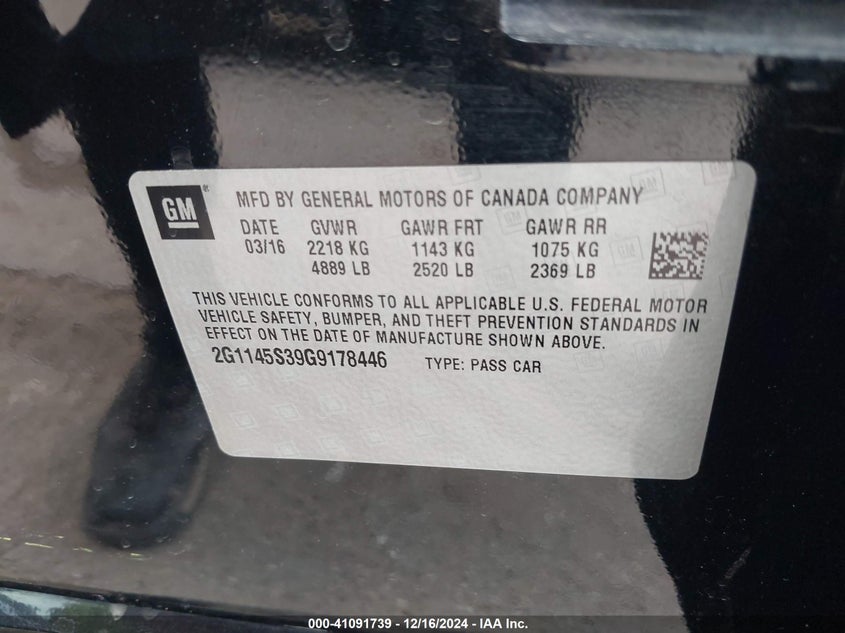 GM
MFD BY GENERAL MOTORS OF CANADA COMPANY
DATE GVWR GAWR FRT GAWR RR
03/16 2218 KG 1143 KG 1075 KG
4889 LB 2520 LB 2369 LB
THIS VEHICLE CONFORMS TO ALL APPLICABLE U.S. FEDERAL MOTOR
VEHICLE SAFETY, BUMPER, AND THEFT PREVENTION STANDARDS IN
EFFECT ON THE DATE OF MANUFACTURE SHOWN ABOVE.
2G1145S39G9178446 TYPE: PASS CAR
000-41091739 - 12/16/2024 - IAA Inc.